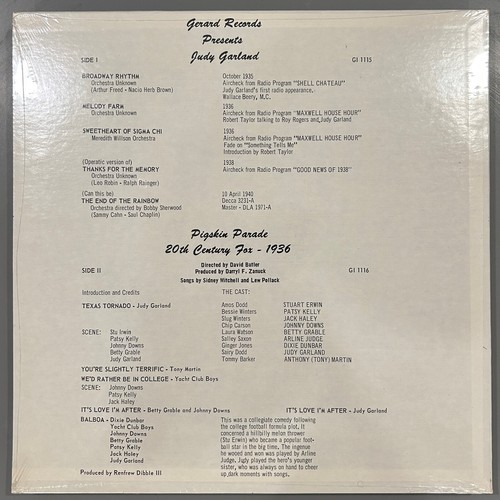 Gerard Records
Presents
Judy Garland
SIDE I GI 1115
BROADWAY RHYTHM October 1935
Orchestra Unknown Aircheck from Radio Program "SHELL CHATEAU"
(Arthur Freed - Nacio Herb Brown) Judy Garland's first radio appearance,
Wallace Beery, M.C.
MELODY FARM 1936
Orchestra Unknown Aircheck from Radio Program "MAXWELL HOUSE HOUR"
Robert Taylor talking to Roy Rogers and Judy Garland
SWEETHEART OF SIGMA CHI 1936
Meredith Willson Orchestra Aircheck from Radio Program "MAXWELL HOUSE HOUR"
Fade on "Something Tells Me"
Introduction by Robert Taylor
(Operatic version of) 1938
THANKS FOR THE MEMORY Aircheck from Radio Program "GOOD NEWS OF 1938"
Orchestra Unknown
(Leo Robin - Ralph Rainger)
(Can this be) 10 April 1940
THE END OF THE RAINBOW Decca 3231-A
Orchestra directed by Bobby Sherwood Master - DLA 1971-A
(Sammy Cahn - Saul Chaplin)
Pigskin Parade
20th Century Fox - 1936
Directed by David Butler
SIDE II Produced by Darryl F. Zanuck GI 1116
Songs by Sidney Mitchell and Lew Pollack
Introduction and Credits THE CAST:
TEXAS TORNADO - Judy Garland Amos Dodd STUART ERWIN
Bessie Winters PATSY KELLY
Slug Winters JACK HALEY
Chip Carson JOHNNY DOWNS
SCENE: Stu Erwin Laura Watson BETTY GRABLE
Patsy Kelly Salley Saxon ARLINE JUDGE
Johnny Downs Ginger Jones DIXIE DUNBAR
Betty Grable Sairy Dodd JUDY GARLAND
Judy Garland Tommy Barker ANTHONY (TONY) MARTIN
YOU'RE SLIGHTLY TERRIFIC - Tony Martin
WE'D RATHER BE IN COLLEGE - Yacht Club Boys
SCENE: Johnny Downs
Patsy Kelly
Jack Haley
IT'S LOVE I'M AFTER - Betty Grable and Johnny Downs IT'S LOVE I'M AFTER - Judy Garland
BALBOA - Dixie Dunbar This was a collegiate comedy following
Yacht Club Boys the college football formula plot. It
Johnny Downs concerned a hillbilly melon thrower
Betty Grable (Stu Erwin) who became a popular foot-
Patsy Kelly ball star in the big time. The ingenue
Jack Haley he wooed and won was played by Arline
Judy Garland Judge. Judy played the hero's younger
sister, who was always on hand to cheer
Produced by Renfrew Dibble III up dark moments with songs.